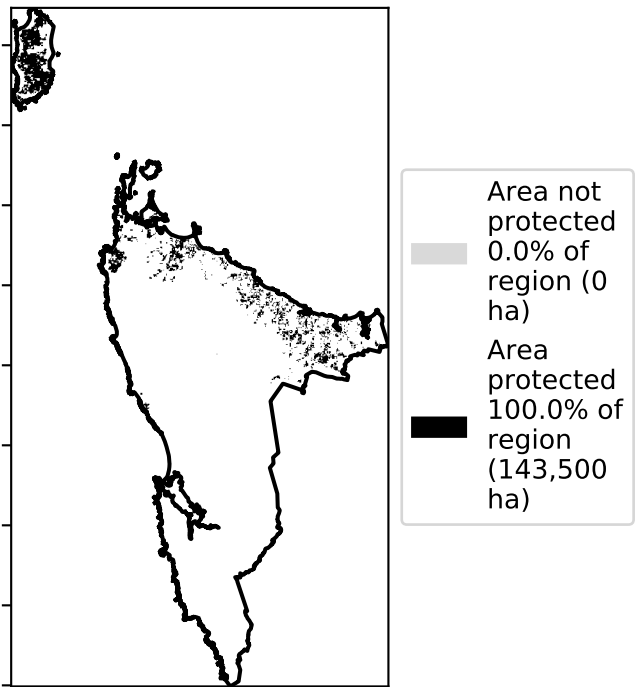 Area not
protected
0.0% of
region (0
ha)
Area
protected
100.0% of
region
(143,500
ha)